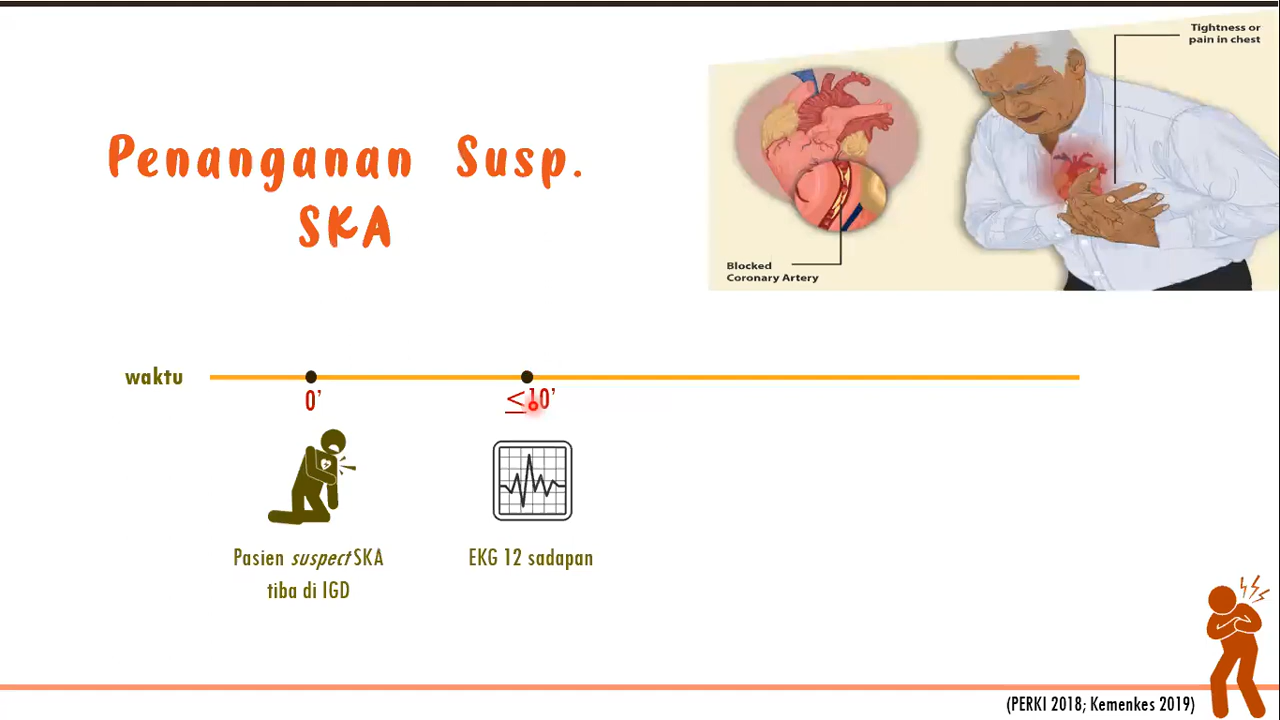 Tightness or
pain in chest
Penanganan Susp.
SKA
Blocked
Coronary Artery
waktu
0’
≤10’
Pasien suspect SKA
tiba di IGD
EKG 12 sadapan
(PERKI 2018; Kemenkes 2019)